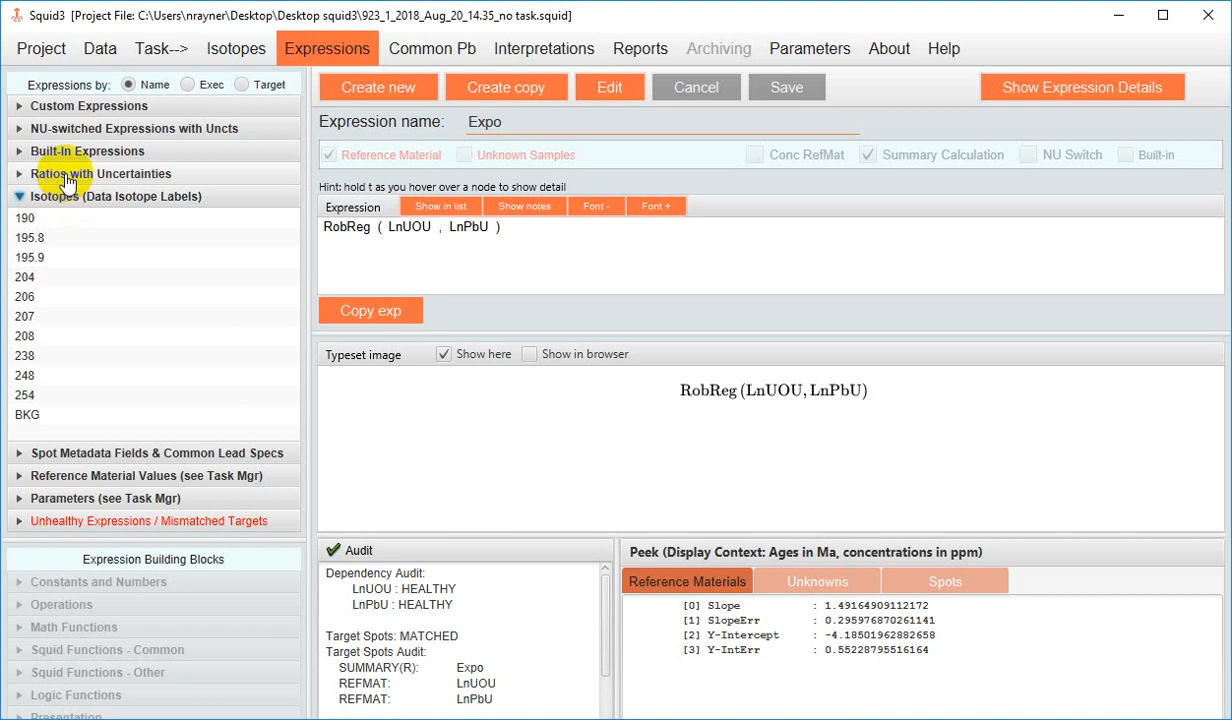 Squid3 [Project File: C:\Users\nrayner\Desktop\Desktop squid3\923_1_2018_Aug_20_14.35_no task.squid]
Project Data Task--> Isotopes Expressions Common Pb Interpretations Reports Archiving Parameters About Help
Expressions by: Name Exec Target
Custom Expressions
NU-switched Expressions with Uncts
Built-In Expressions
Ratios with Uncertainties
Isotopes (Data Isotope Labels)
190
195.8
195.9
204
206
207
208
238
248
254
BKG
Spot Metadata Fields & Common Lead Specs
Reference Material Values (see Task Mgr)
Parameters (see Task Mgr)
Unhealthy Expressions / Mismatched Targets
Expression Building Blocks
Constants and Numbers
Operations
Math Functions
Squid Functions - Common
Squid Functions - Other
Logic Functions
Presentation
Create new Create copy Edit Cancel Save Show Expression Details
Expression name: Expo
Reference Material Unknown Samples Conc RefMat Summary Calculation NU Switch Built-in
Hint: hold t as you hover over a node to show detail
Expression Show in list Show notes Font - Font +
RobReg ( LnUOU , LnPbU )
Copy exp
Typeset image Show here Show in browser
RobReg (LnUOU, LnPbU)
Audit
Dependency Audit:
LnUOU : HEALTHY
LnPbU : HEALTHY
Target Spots: MATCHED
Target Spots Audit:
SUMMARY(R): Expo
REFMAT: LnUOU
REFMAT: LnPbU
Peek (Display Context: Ages in Ma, concentrations in ppm)
Reference Materials Unknowns Spots
[0] Slope : 1.49164909112172
[1] SlopeErr : 0.295976870261141
[2] Y-Intercept : -4.18501962882658
[3] Y-IntErr : 0.55228795516164